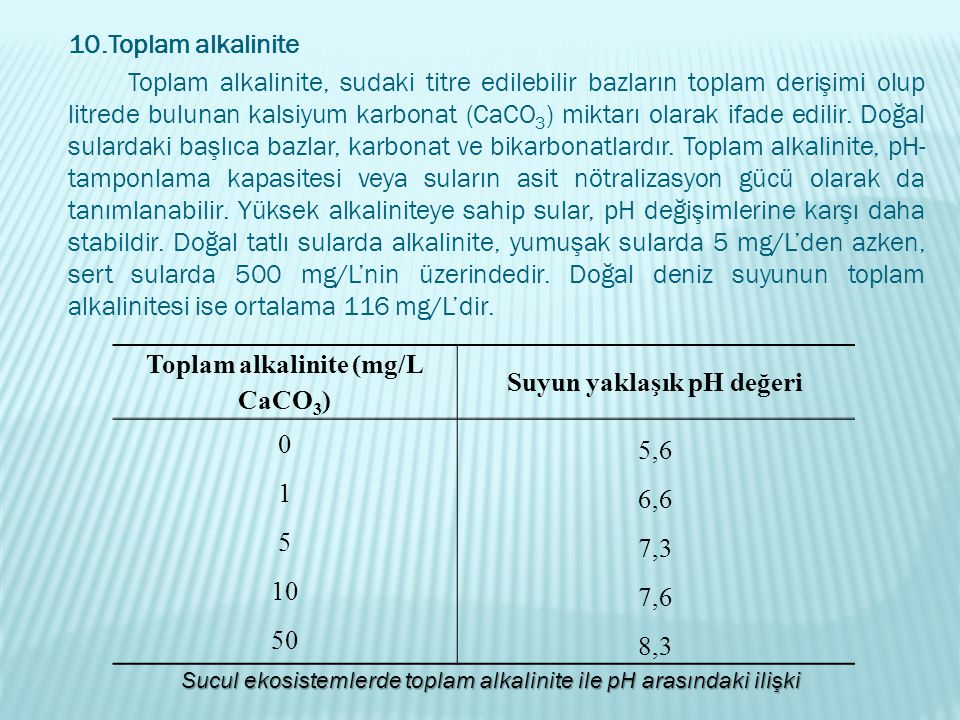 10.Toplam alkalinite
Toplam alkalinite, sudaki titre edilebilir bazların toplam derişimi olup
litrede bulunan kalsiyum karbonat (CaCO₃) miktarı olarak ifade edilir. Doğal
sulardaki başlıca bazlar, karbonat ve bikarbonatlardır. Toplam alkalinite, pH-
tamponlama kapasitesi veya suların asit nötralizasyon gücü olarak da
tanımlanabilir. Yüksek alkaliniteye sahip sular, pH değişimlerine karşı daha
stabildir. Doğal tatlı sularda alkalinite, yumuşak sularda 5 mg/L’den azken,
sert sularda 500 mg/L’nin üzerindedir. Doğal deniz suyunun toplam
alkalinitesi ise ortalama 116 mg/L’dir.
Toplam alkalinite (mg/L
CaCO₃)
Suyun yaklaşık pH değeri
0
5,6
1
6,6
5
7,3
10
7,6
50
8,3
Sucul ekosistemlerde toplam alkalinite ile pH arasındaki ilişki